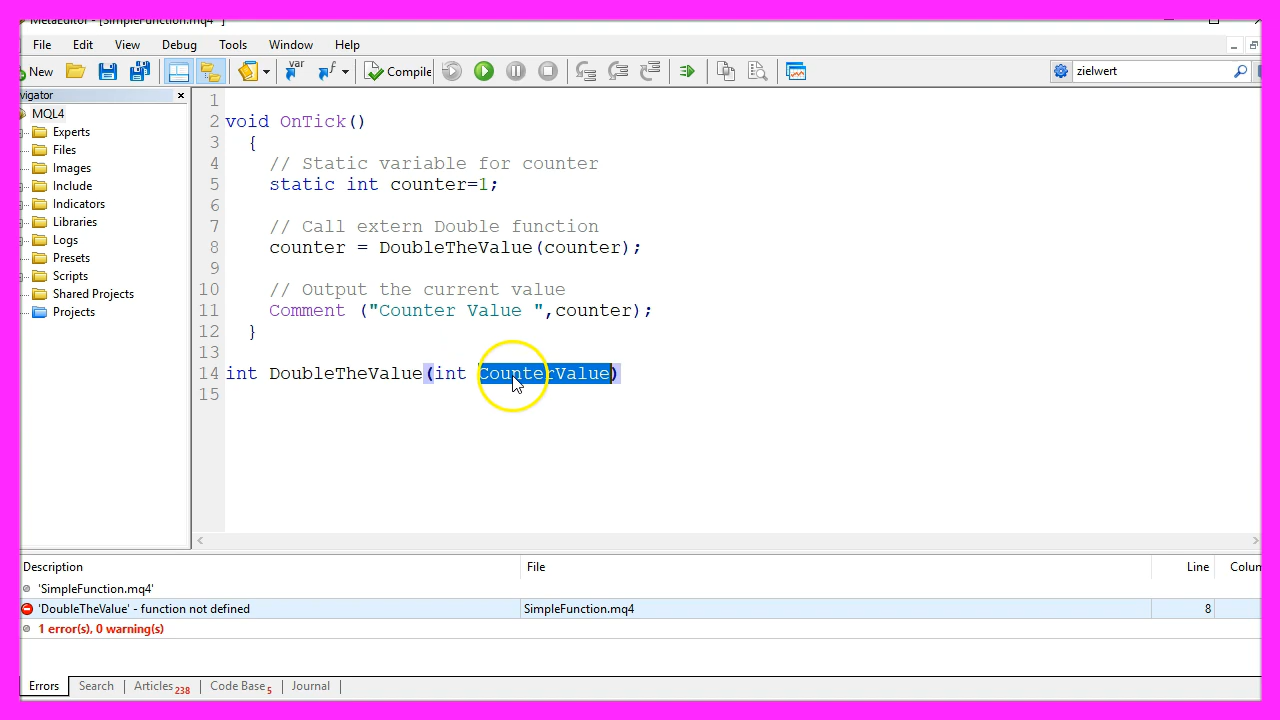 MetaEditor - [SimpleFunction.mq4 ]
File Edit View Debug Tools Window Help
New Compile zielwert
vigator
MQL4
Experts
Files
Images
Include
Indicators
Libraries
Logs
Presets
Scripts
Shared Projects
Projects
1
2 void OnTick()
3 {
4 // Static variable for counter
5 static int counter=1;
6
7 // Call extern Double function
8 counter = DoubleTheValue(counter);
9
10 // Output the current value
11 Comment ("Counter Value ",counter);
12 }
13
14 int DoubleTheValue(int CounterValue)
15
Description File Line Colum
'SimpleFunction.mq4'
'DoubleTheValue' - function not defined SimpleFunction.mq4 8
1 error(s), 0 warning(s)
Errors Search Articles 238 Code Base 5 Journal